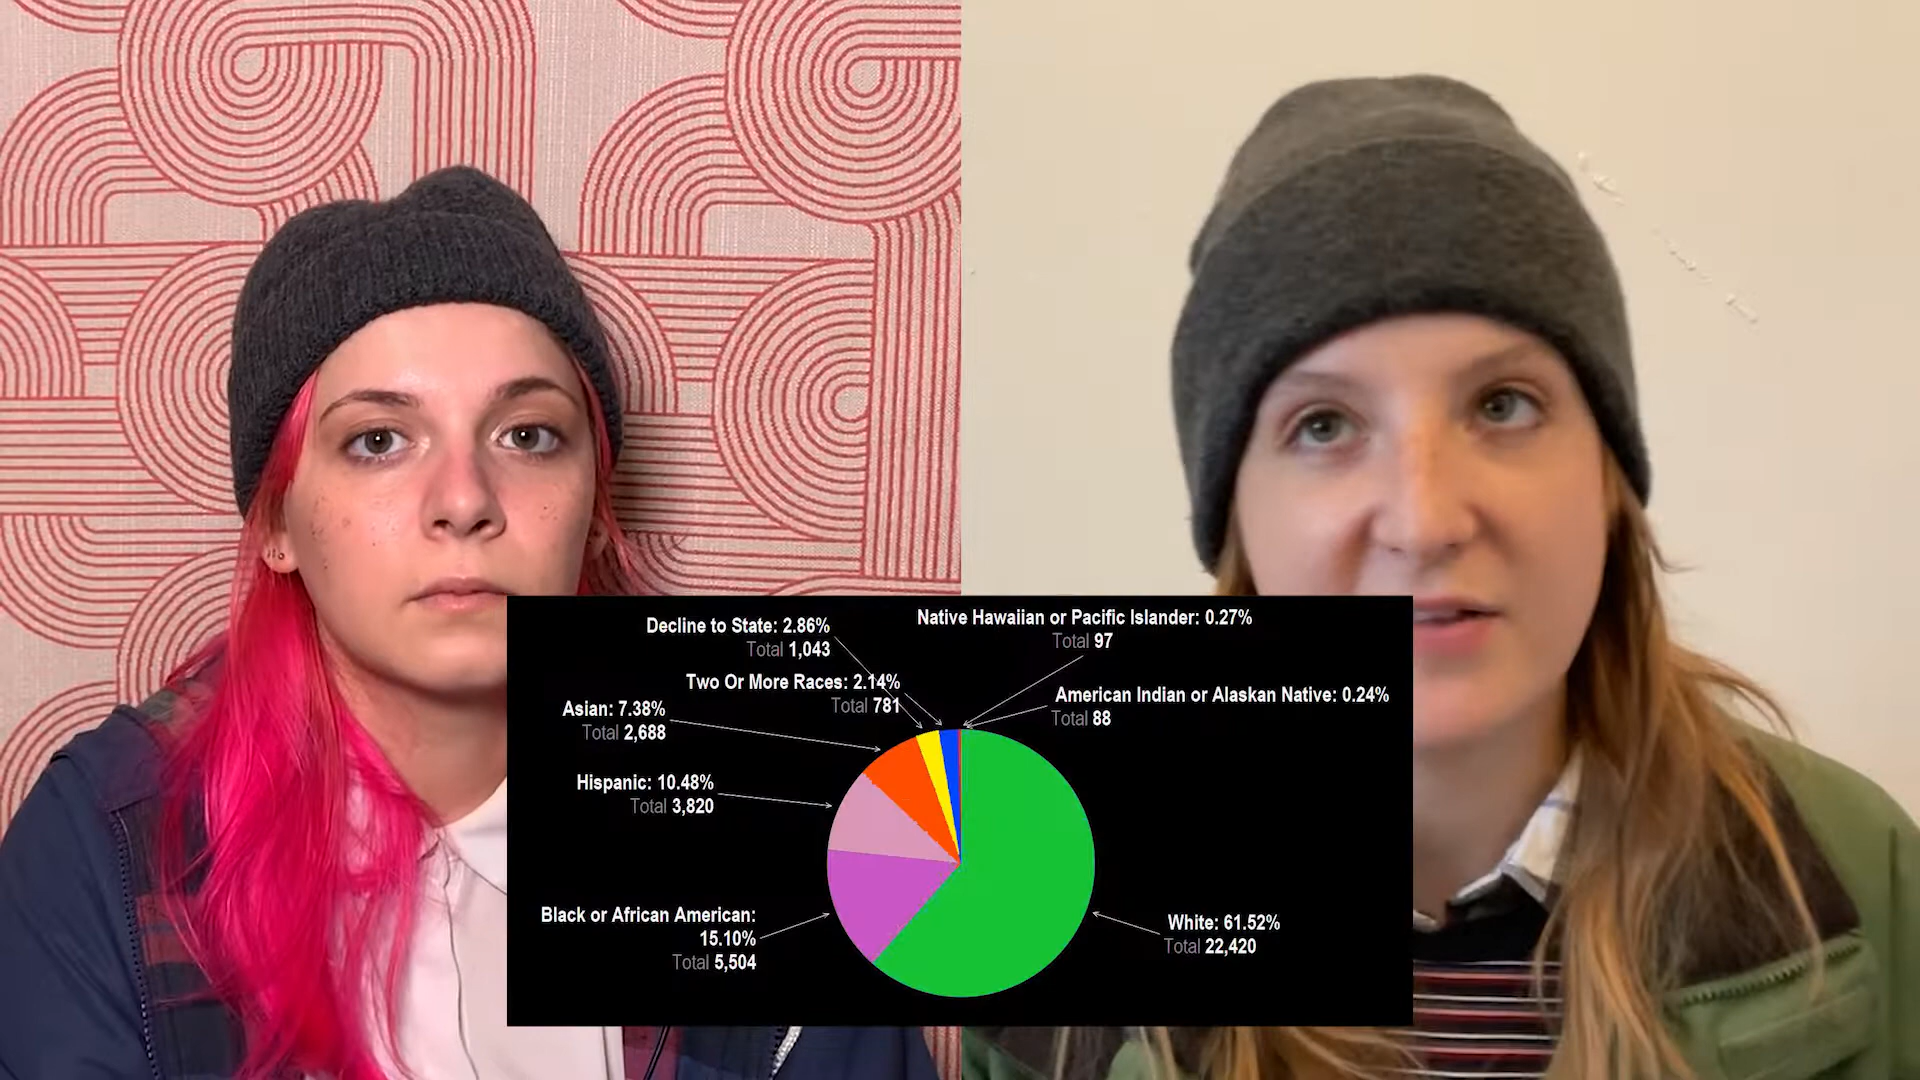 Decline to State: 2.86%
Total 1,043
Native Hawaiian or Pacific Islander: 0.27%
Total 97
Two Or More Races: 2.14%
Total 781
American Indian or Alaskan Native: 0.24%
Total 88
Asian: 7.38%
Total 2,688
Hispanic: 10.48%
Total 3,820
Black or African American:
15.10%
Total 5,504
White: 61.52%
Total 22,420